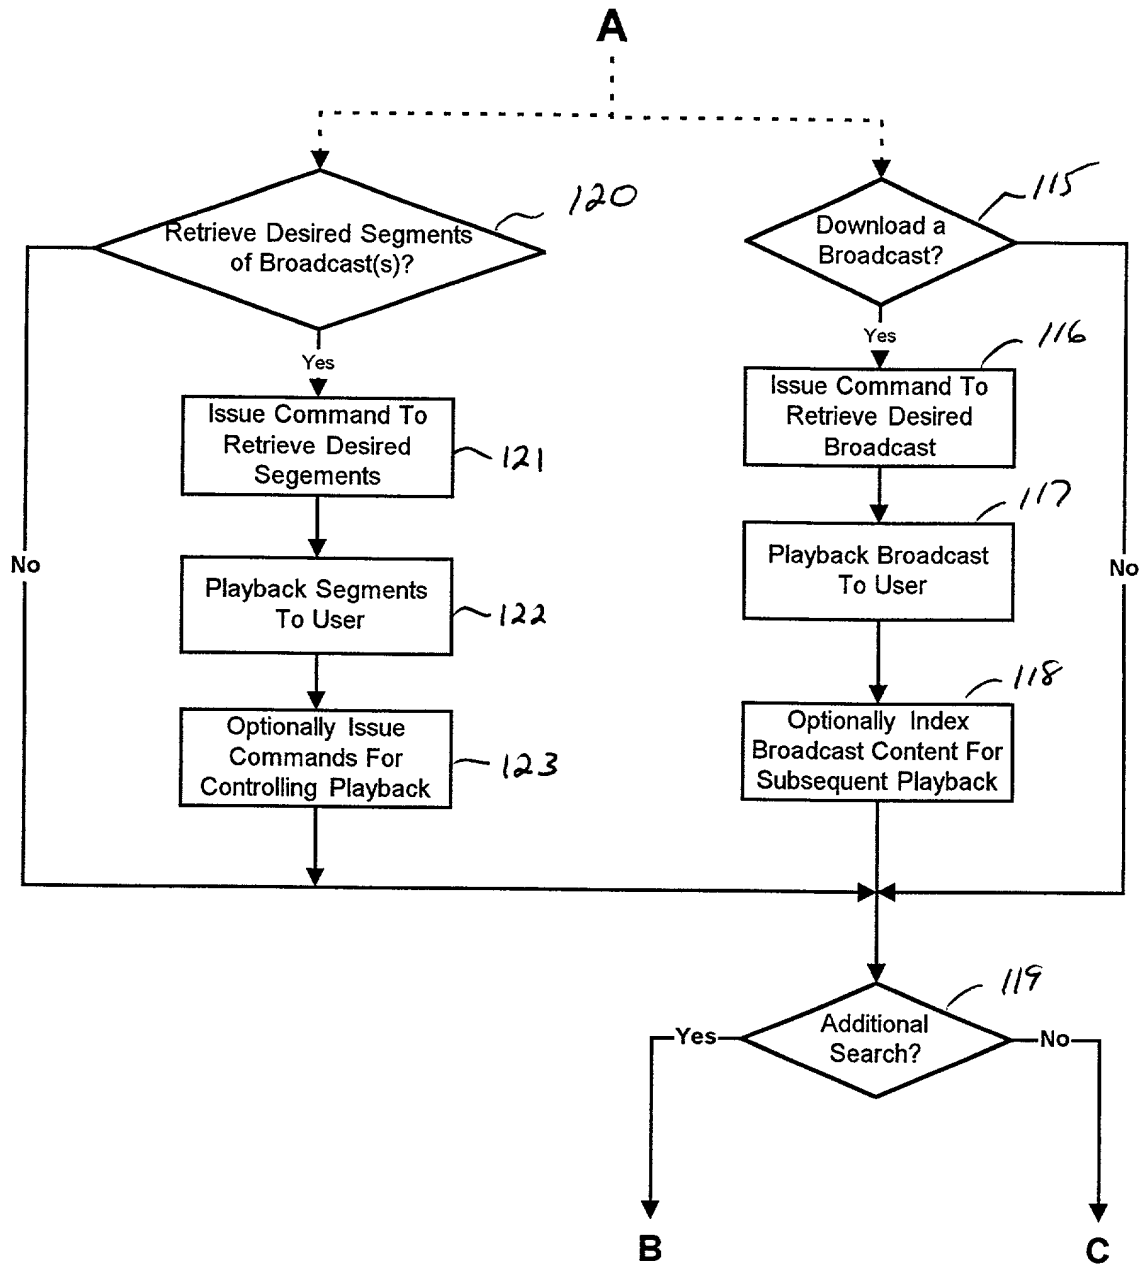 A
120
115
Retrieve Desired Segments
of Broadcast(s)?
Download a
Broadcast?
Yes
Yes
116
Issue Command To
Retrieve Desired
Segements
121
Issue Command To
Retrieve Desired
Broadcast
117
No
Playback Segments
To User
122
Playback Broadcast
To User
No
118
Optionally Issue
Commands For
Controlling Playback
123
Optionally Index
Broadcast Content For
Subsequent Playback
119
Yes
Additional
Search?
No
B
C